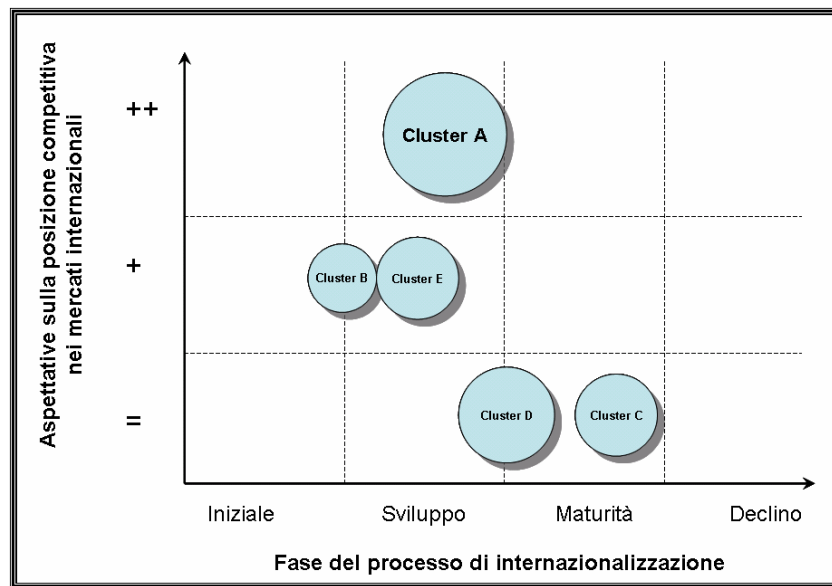 Aspettative sulla posizione competitiva
nei mercati internazionali
++
Cluster A
+
Cluster B
Cluster E
=
Cluster D
Cluster C
Iniziale
Sviluppo
Maturità
Declino
Fase del processo di internazionalizzazione